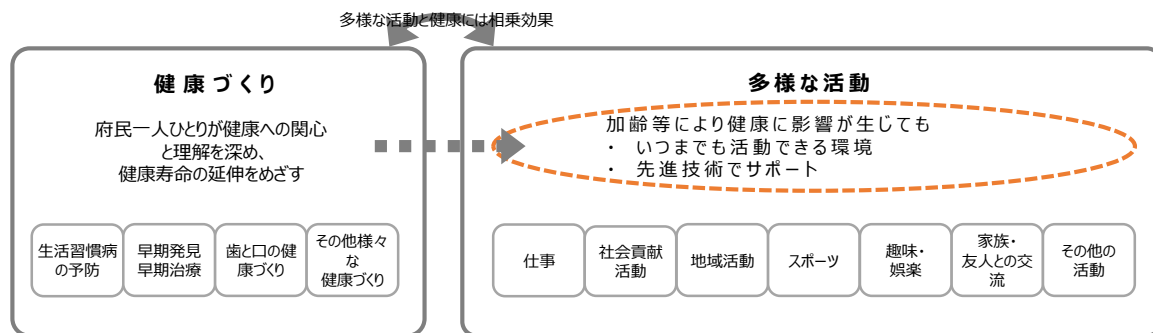 多様な活動と健康には相乗効果
健康づくり
府民一人ひとりが健康への関心
と理解を深め、
健康寿命の延伸をめざす
生活習慣病
の予防
早期発見
早期治療
歯と口の健
康づくり
その他様々
な
健康づくり
多様な活動
加齢等により健康に影響が生じても
・ いつまでも活動できる環境
・ 先進技術でサポート
仕事
社会貢献
活動
地域活動
スポーツ
趣味・
娯楽
家族・
友人との交
流
その他の
活動